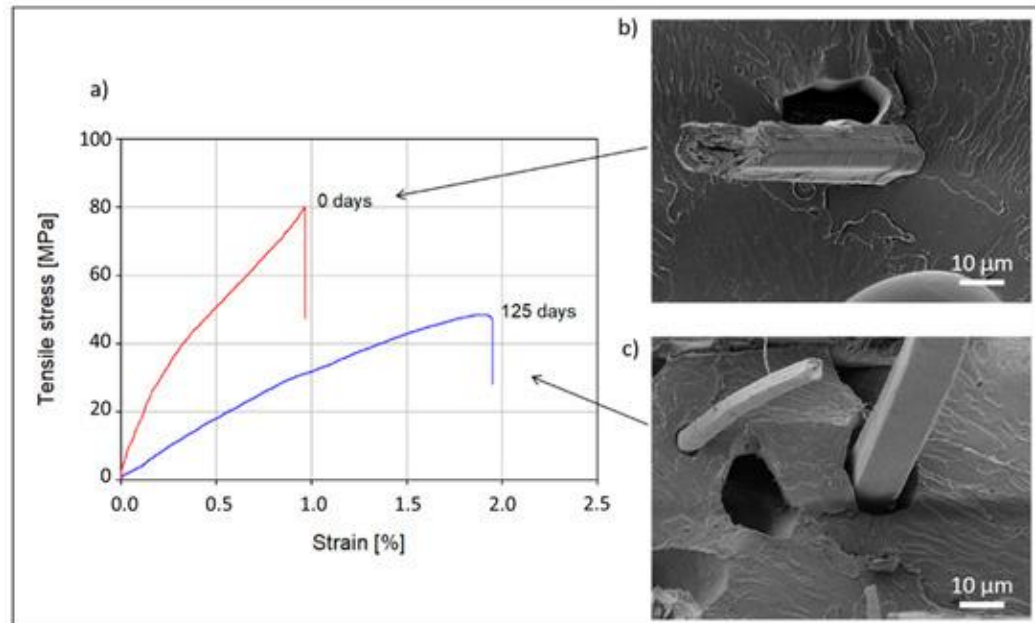 a)
100
80
60
40
20
0
Tensile stress [MPa]
0 days
125 days
0.0 0.5 1.0 1.5 2.0 2.5
Strain [%]
b)
10 µm
c)
10 µm